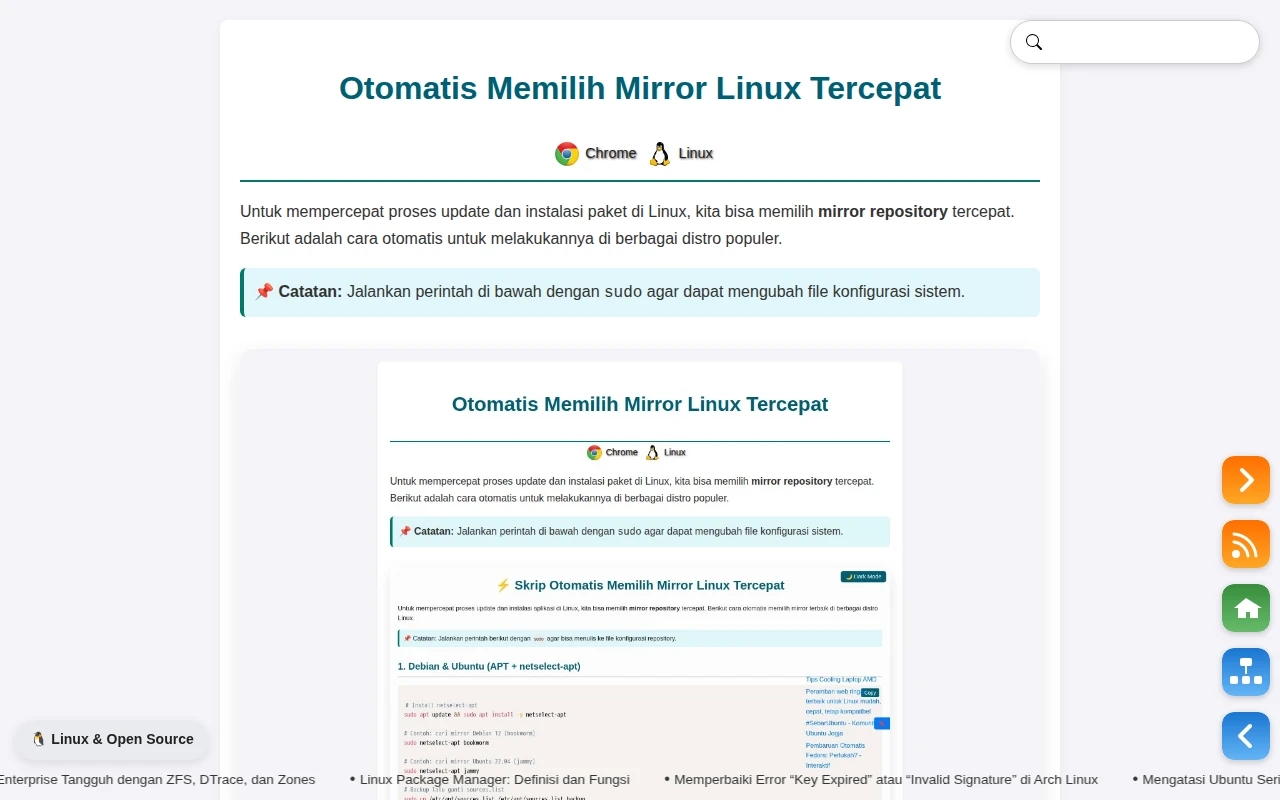 Otomatis Memilih Mirror Linux Tercepat
Chrome Linux
Untuk mempercepat proses update dan instalasi paket di Linux, kita bisa memilih mirror repository tercepat.
Berikut adalah cara otomatis untuk melakukannya di berbagai distro populer.
📌 Catatan: Jalankan perintah di bawah dengan sudo agar dapat mengubah file konfigurasi sistem.
Otomatis Memilih Mirror Linux Tercepat
Chrome Linux
Untuk mempercepat proses update dan instalasi paket di Linux, kita bisa memilih mirror repository tercepat.
Berikut adalah cara otomatis untuk melakukannya di berbagai distro populer.
📌 Catatan: Jalankan perintah di bawah dengan sudo agar dapat mengubah file konfigurasi sistem.
🌙 Dark Mode
⚡ Skrip Otomatis Memilih Mirror Linux Tercepat
Untuk mempercepat proses update dan instalasi aplikasi di Linux, kita bisa memilih mirror repository tercepat. Berikut cara otomatis memilih mirror terbaik di berbagai distro
Linux.
📌 Catatan: Jalankan perintah berikut dengan sudo agar bisa menulis ke file konfigurasi repository.
1. Debian & Ubuntu (APT + netselect-apt)
Copy
# Install netselect-apt
sudo apt update && sudo apt install -y netselect-apt
# Contoh: cari mirror Debian 12 (bookworm)
sudo netselect-apt bookworm
# Contoh: cari mirror Ubuntu 22.04 (jammy)
sudo netselect-apt jammy
# Backup lalu ganti sources.list
sudo cp /etc/apt/sources.list /etc/apt/sources.list.backup
Tips Cooling Laptop AMD
Peramban web ring
terbaik untuk Linux mudah,
cepat, tetap kompatibel
#SebarUbuntu - Komuni
Ubuntu Jogja
Pembaruan Otomatis
Fedora: Perlukah? -
Interaktif
🐧 Linux & Open Source
Enterprise Tangguh dengan ZFS, DTrace, dan Zones • Linux Package Manager: Definisi dan Fungsi • Memperbaiki Error “Key Expired” atau “Invalid Signature” di Arch Linux • Mengatasi Ubuntu Seri